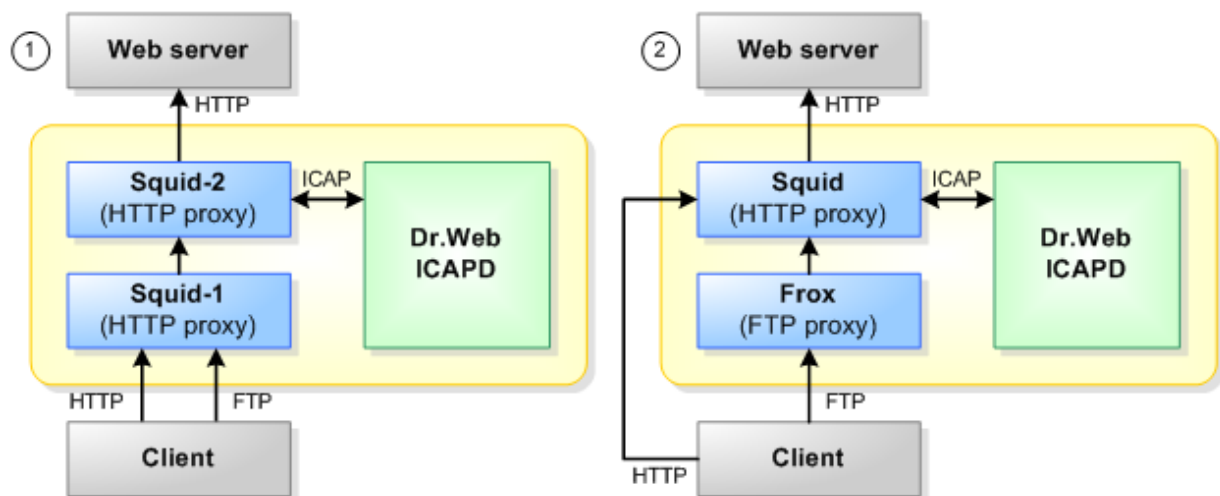 1
Web server
HTTP
Squid-2
(HTTP proxy)
ICAP
Dr.Web
ICAPD
Squid-1
(HTTP proxy)
HTTP
FTP
Client
2
Web server
HTTP
Squid
(HTTP proxy)
ICAP
Dr.Web
ICAPD
Frox
(FTP proxy)
FTP
HTTP
Client